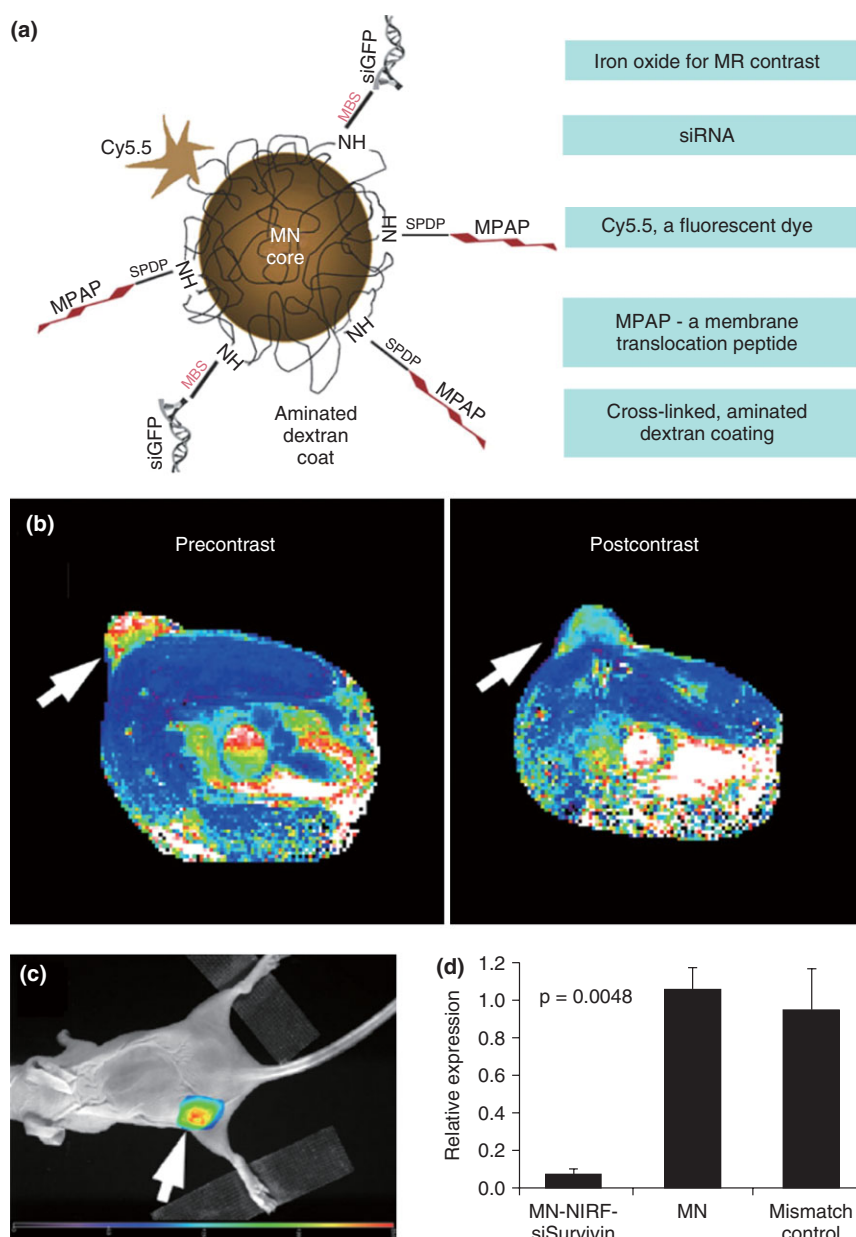 (a)
siGFP
MBS
NH
Cy5.5
MN
core
NH
SPDP
MPAP
MPAP
SPDP
NH
NH
SPDP
MPAP
NH
MBS
siGFP
Aminated
dextran
coat
Iron oxide for MR contrast
siRNA
Cy5.5, a fluorescent dye
MPAP - a membrane
translocation peptide
Cross-linked, aminated
dextran coating
(b)
Precontrast
Postcontrast
(c)
(d)
Relative expression
1.2
1.0
0.8
0.6
0.4
0.2
0.0
p = 0.0048
MN-NIRF-
siSurvivin
MN
Mismatch
control